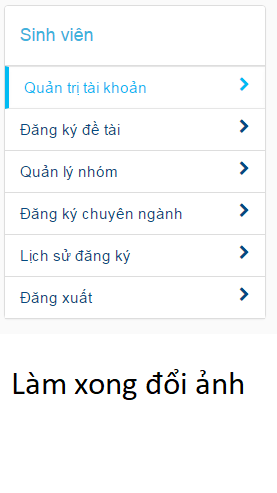 Sinh viên
Quản trị tài khoản
Đăng ký đề tài
Quản lý nhóm
Đăng ký chuyên ngành
Lịch sử đăng ký
Đăng xuất
Làm xong đổi ảnh